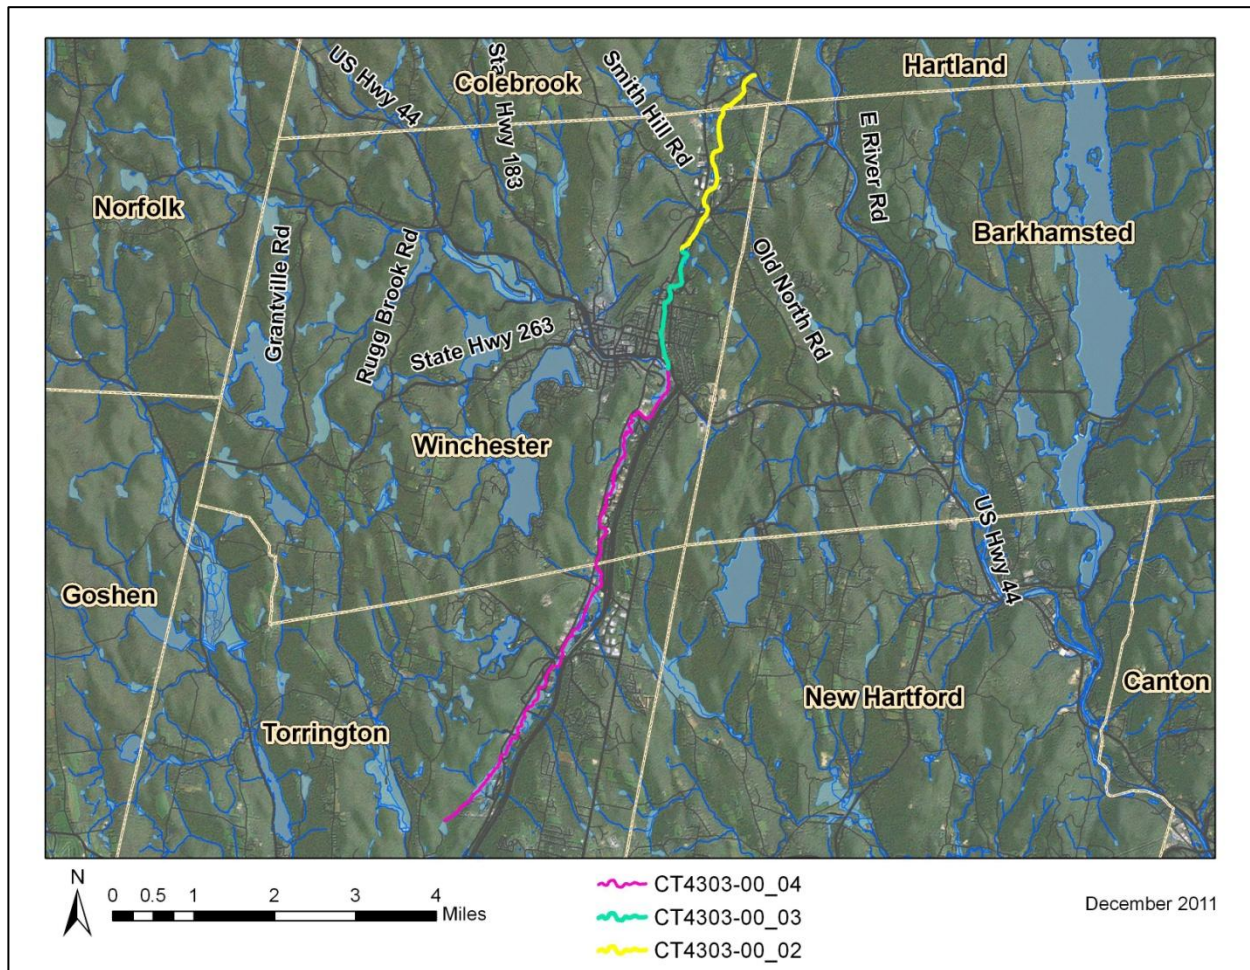 US Hwy 44
Colebrook
Sta Hwy 183
Smith Hill Rd
Hartland
E River Rd
Norfolk
Grantville Rd
Rugg Brook Rd
Barkhamsted
Old North Rd
State Hwy 263
Winchester
US Hwy 44
Goshen
Torrington
New Hartford
Canton
N
0 0.5 1 2 3 4
Miles
CT4303-00_04
CT4303-00_03
CT4303-00_02
December 2011